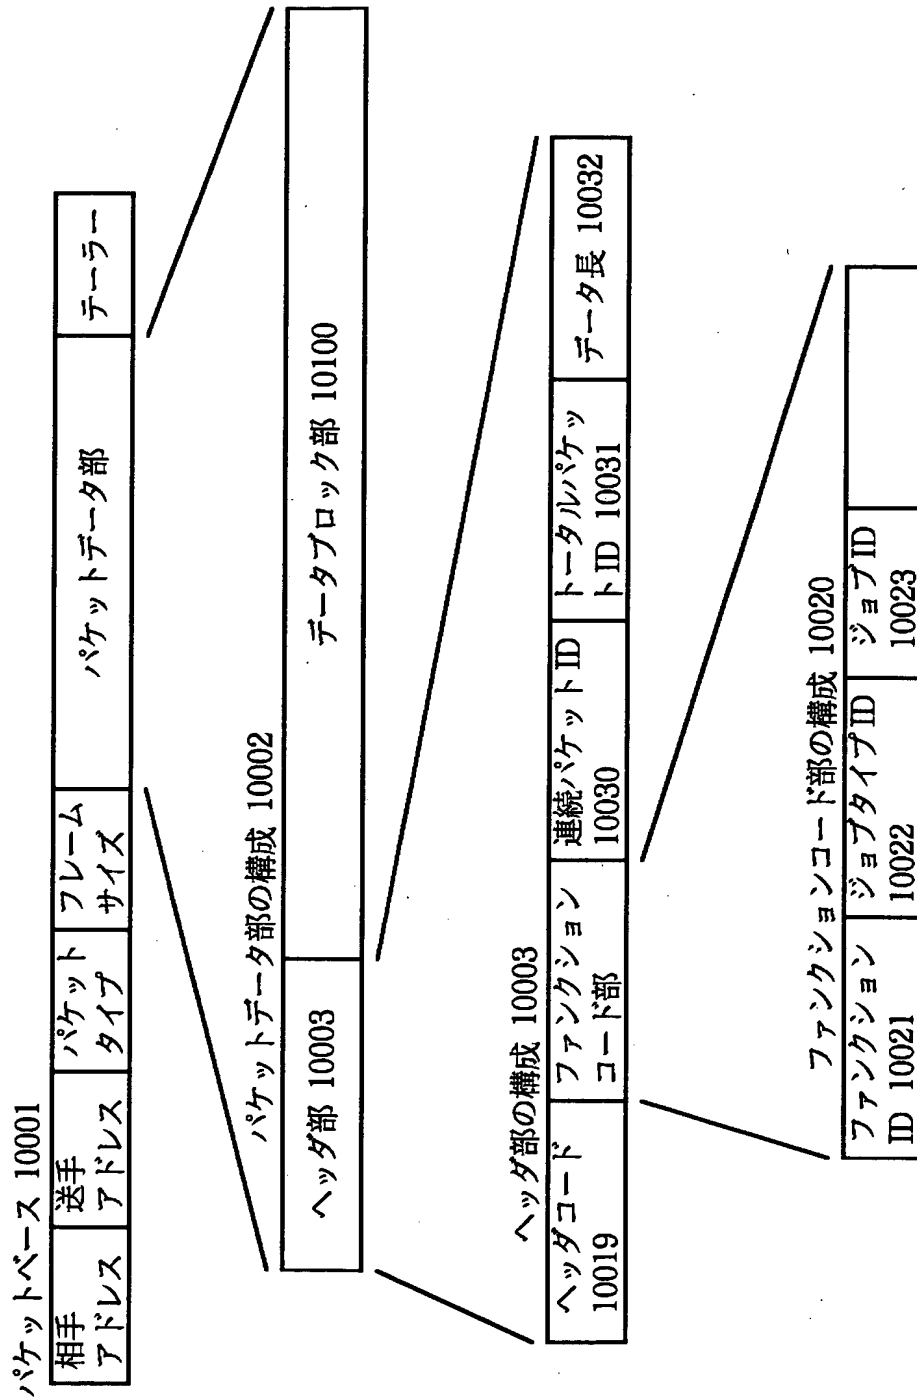 パケットベース 10001
相手
アドレス
送手
アドレス
パケット
タイプ
フレーム
サイズ
パケットデータ部
テーラー
パケットデータ部の構成 10002
ヘッダ部 10003
データブロック部 10100
ヘッダ部の構成 10003
ヘッダコード
10019
ファンクション
コード部
連続パケットID
10030
トータルパケッ
トID 10031
データ長 10032
ファンクションコード部の構成 10020
ファンクション
ID 10021
ジョブタイプID
10022
ジョブID
10023